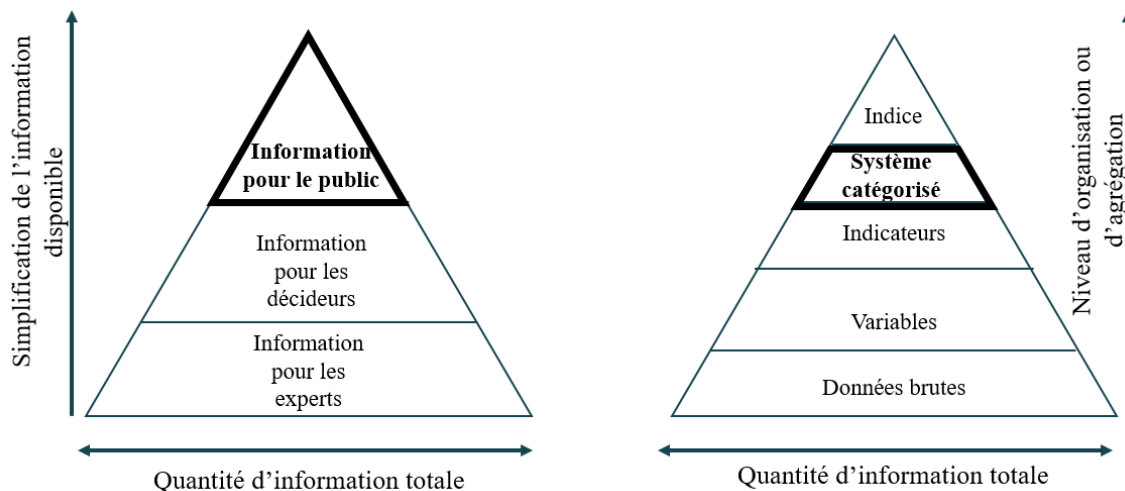 Simplification de l'information
disponible
Information
pour le public
Information
pour les
décideurs
Information
pour les
experts
Quantité d'information totale
Indice
Système
catégorisé
Indicateurs
Variables
Données brutes
Niveau d'organisation ou
d'agrégation
Quantité d'information totale